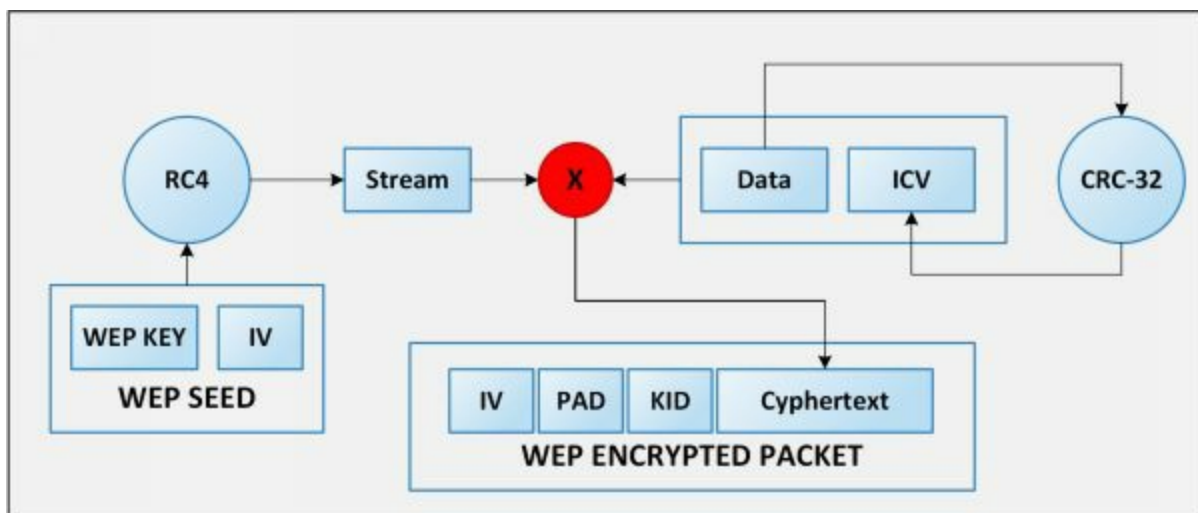 RC4
Stream
X
Data
ICV
CRC-32
WEP KEY
IV
WEP SEED
IV
PAD
KID
Cyphertext
WEP ENCRYPTED PACKET